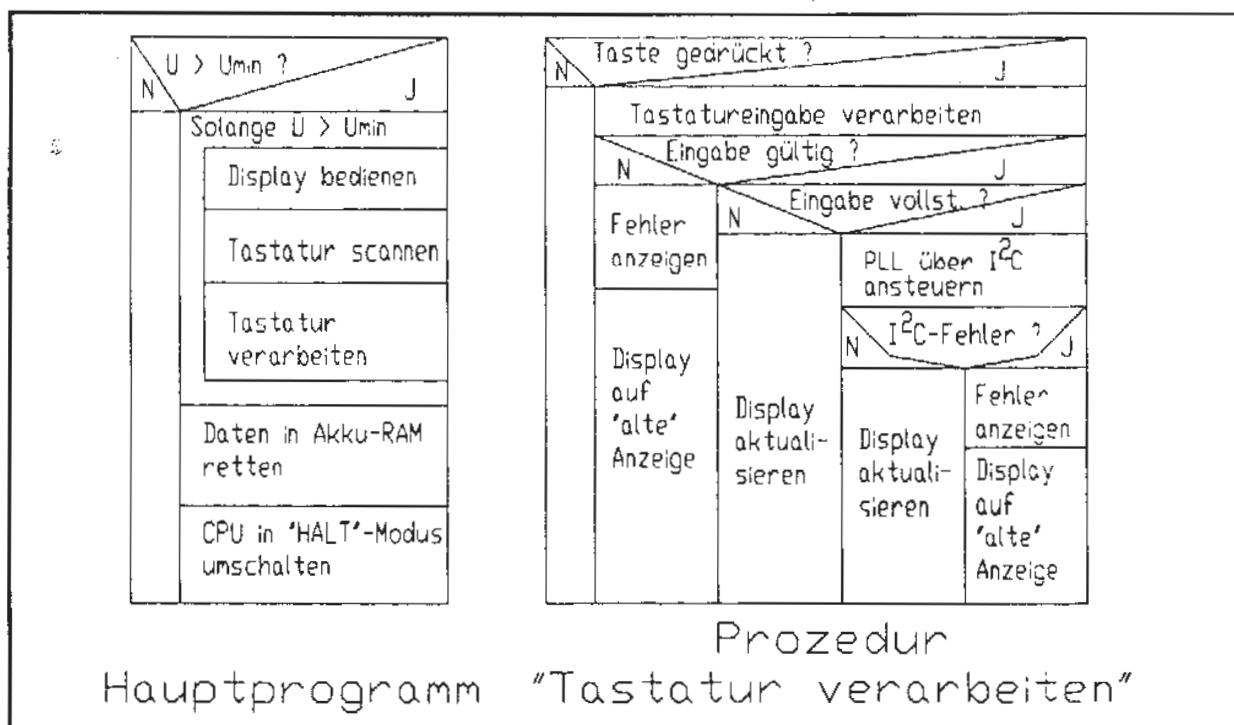 U > Umin ?
N
J
Solange U > Umin
Display bedienen
Tastatur scannen
Tastatur
verarbeiten
Daten in Akku-RAM
retten
CPU in 'HALT'-Modus
umschalten
Hauptprogramm
Taste gedrückt ?
N
J
Tastatureingabe verarbeiten
Eingabe gültig ?
N
J
Fehler
anzeigen
Display
auf
'alte'
Anzeige
Eingabe vollst. ?
N
J
Display
aktuali-
sieren
PLL über I²C
ansteuern
I²C-Fehler ?
N
J
Display
aktuali-
sieren
Fehler
anzeigen
Display
auf
'alte'
Anzeige
Prozedur
"Tastatur verarbeiten"